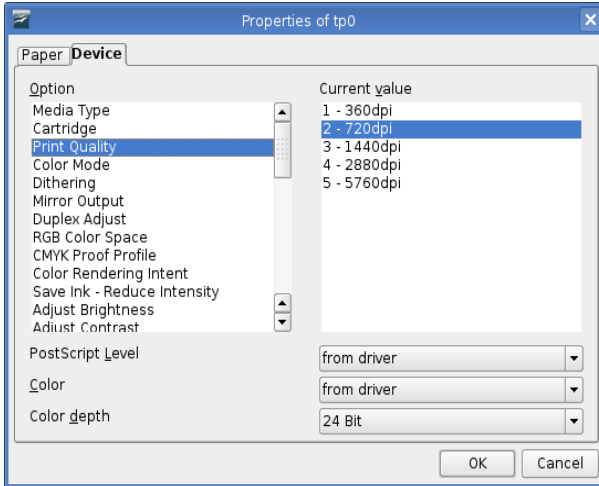 Properties of tp0
Paper Device
Option
Media Type
Cartridge
Print Quality
Color Mode
Dithering
Mirror Output
Duplex Adjust
RGB Color Space
CMYK Proof Profile
Color Rendering Intent
Save Ink - Reduce Intensity
Adjust Brightness
Adjust Contrast
Current value
1 - 360dpi
2 - 720dpi
3 - 1440dpi
4 - 2880dpi
5 - 5760dpi
PostScript Level from driver
Color from driver
Color depth 24 Bit
OK Cancel